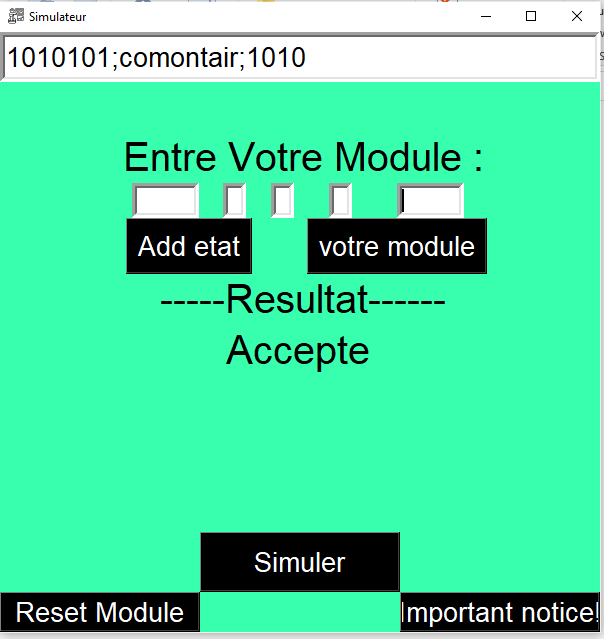 Simulateur
1010101;comontair;1010
Entre Votre Module :
Add etat votre module
-----Resultat------
Accepte
Simuler
Reset Module Important notice!